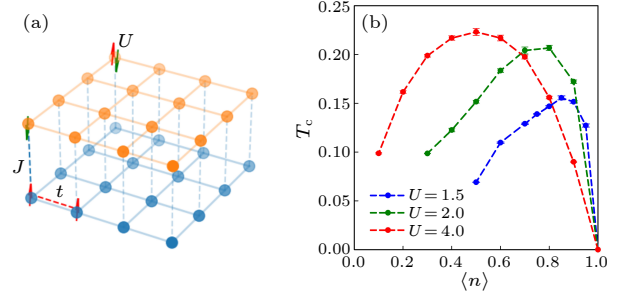 (a)
U
J
t
(b)
T_c
0.25
0.20
0.15
0.10
0.05
0.00
U = 1.5
U = 2.0
U = 4.0
0.0 0.2 0.4 0.6 0.8 1.0
⟨n⟩